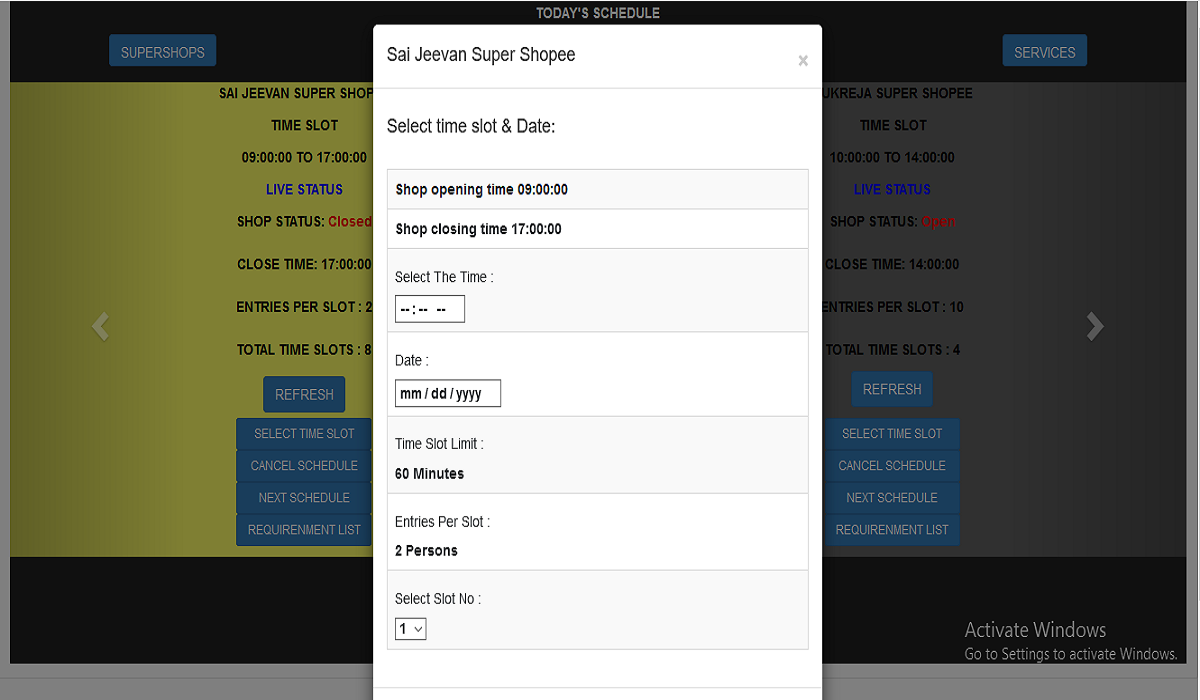 TODAY'S SCHEDULE
SUPERSHOPS
SERVICES
SAI JEEVAN SUPER SHOP
TIME SLOT
09:00:00 TO 17:00:00
LIVE STATUS
SHOP STATUS: Closed
CLOSE TIME: 17:00:00
ENTRIES PER SLOT : 2
TOTAL TIME SLOTS : 8
REFRESH
SELECT TIME SLOT
CANCEL SCHEDULE
NEXT SCHEDULE
REQUIRENMENT LIST
Sai Jeevan Super Shopee
×
Select time slot & Date:
Shop opening time 09:00:00
Shop closing time 17:00:00
Select The Time :
--:-- --
Date :
mm / dd / yyyy
Time Slot Limit :
60 Minutes
Entries Per Slot :
2 Persons
Select Slot No :
1
UKREJA SUPER SHOPEE
TIME SLOT
10:00:00 TO 14:00:00
LIVE STATUS
SHOP STATUS: Open
CLOSE TIME: 14:00:00
ENTRIES PER SLOT : 10
TOTAL TIME SLOTS : 4
REFRESH
SELECT TIME SLOT
CANCEL SCHEDULE
NEXT SCHEDULE
REQUIRENMENT LIST
Activate Windows
Go to Settings to activate Windows.